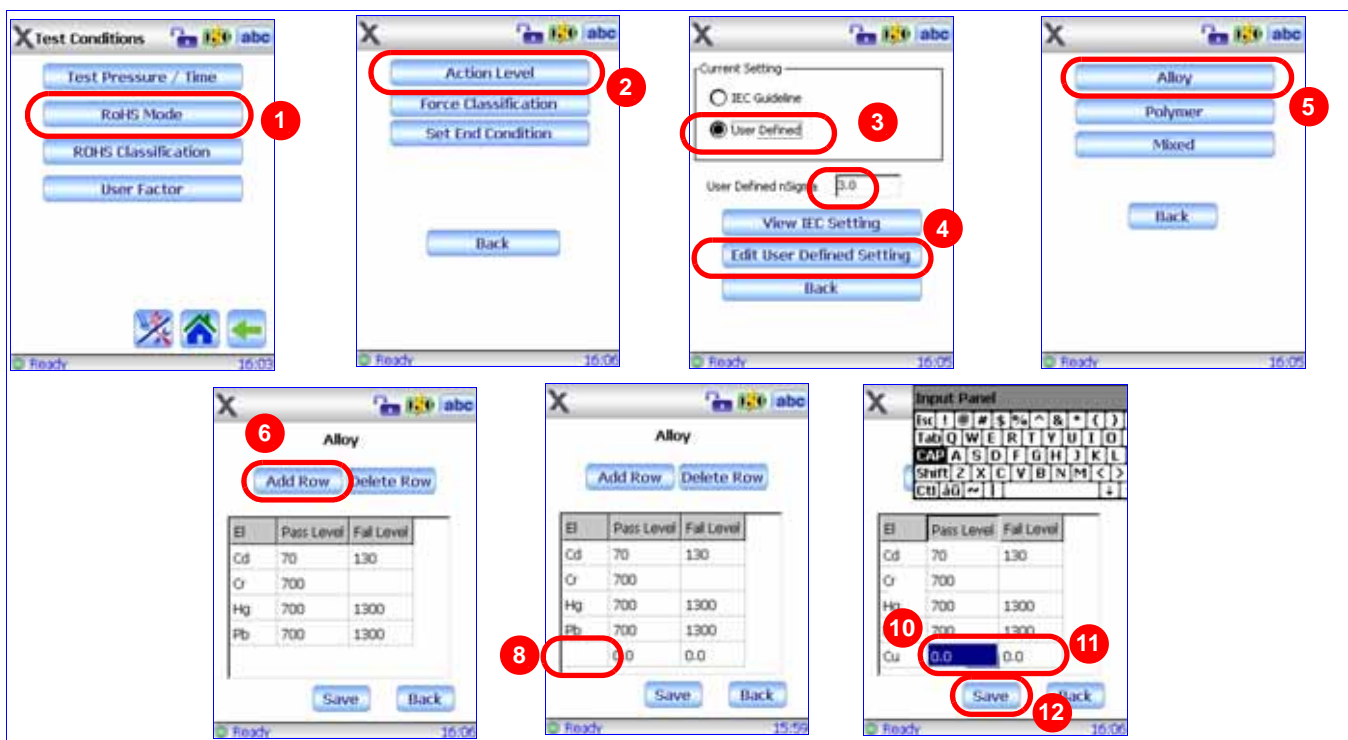 Test Conditions abc
Test Pressure / Time
RoHS Mode
1
ROHS Classification
User Factor
Ready 16:03
abc
Action Level
2
Force Classification
Set End Condition
Back
Ready 16:06
abc
Current Setting
IEC Guideline
User Defined
3
User Defined nSigma 3.0
View IEC Setting
4
Edit User Defined Setting
Back
Ready 16:05
abc
Alloy
5
Polymer
Mixed
Back
Ready 16:05
abc
6
Alloy
Add Row Delete Row
El Pass Level Fail Level
Cd 70 130
Cr 700
Hg 700 1300
Pb 700 1300
Save Back
Ready 16:06
abc
Alloy
Add Row Delete Row
El Pass Level Fail Level
Cd 70 130
Cr 700
Hg 700 1300
Pb 700 1300
8
0.0 0.0
Save Back
Ready 15:59
Input Panel
Esc ! @ # $ % ^ & * ( )
Tab Q W E R T Y U I O
CAP A S D F G H J K L
Shift Z X C V B N M < >
Ctl áü ~ |
El Pass Level Fail Level
Cd 70 130
Cr 700
Hg 700 1300
10 700 1300 11
Cu 0.0 0.0
Save Back
12
Ready 16:06